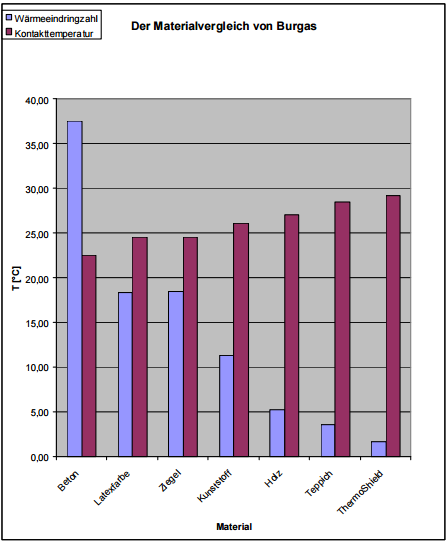 Wärmeeindringzahl
Kontakttemperatur
Der Materialvergleich von Burgas
40,00
35,00
30,00
25,00
20,00
15,00
10,00
5,00
0,00
T [°C]
Beton
Latexfarbe
Ziegel
Kunststoff
Holz
Teppich
ThermoShield
Material